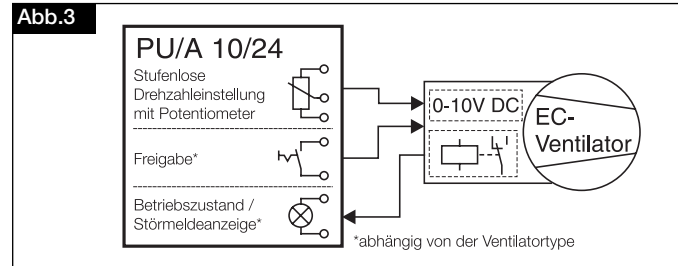 Abb.3
PU/A 10/24
Stufenlose
Drehzahleinstellung
mit Potentiometer
Freigabe*
Betriebszustand /
Störmeldeanzeige*
0-10V DC
EC-
Ventilator
*abhängig von der Ventilatortype